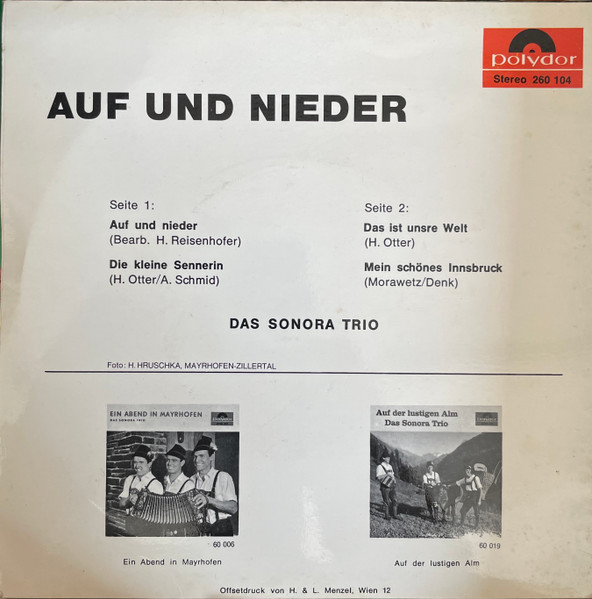 polydor
Stereo 260 104
AUF UND NIEDER
Seite 1:
Auf und nieder
(Bearb. H. Reisenhofer)
Die kleine Sennerin
(H. Otter/A. Schmid)
Seite 2:
Das ist unsre Welt
(H. Otter)
Mein schönes Innsbruck
(Morawetz/Denk)
DAS SONORA TRIO
Foto: H. HRUSCHKA, MAYRHOFEN-ZILLERTAL
EIN ABEND IN MAYRHOFEN
DAS SONORA TRIO
60 006
Ein Abend in Mayrhofen
Auf der lustigen Alm
Das Sonora Trio
60 019
Auf der lustigen Alm
Offsetdruck von H. & L. Menzel, Wien 12